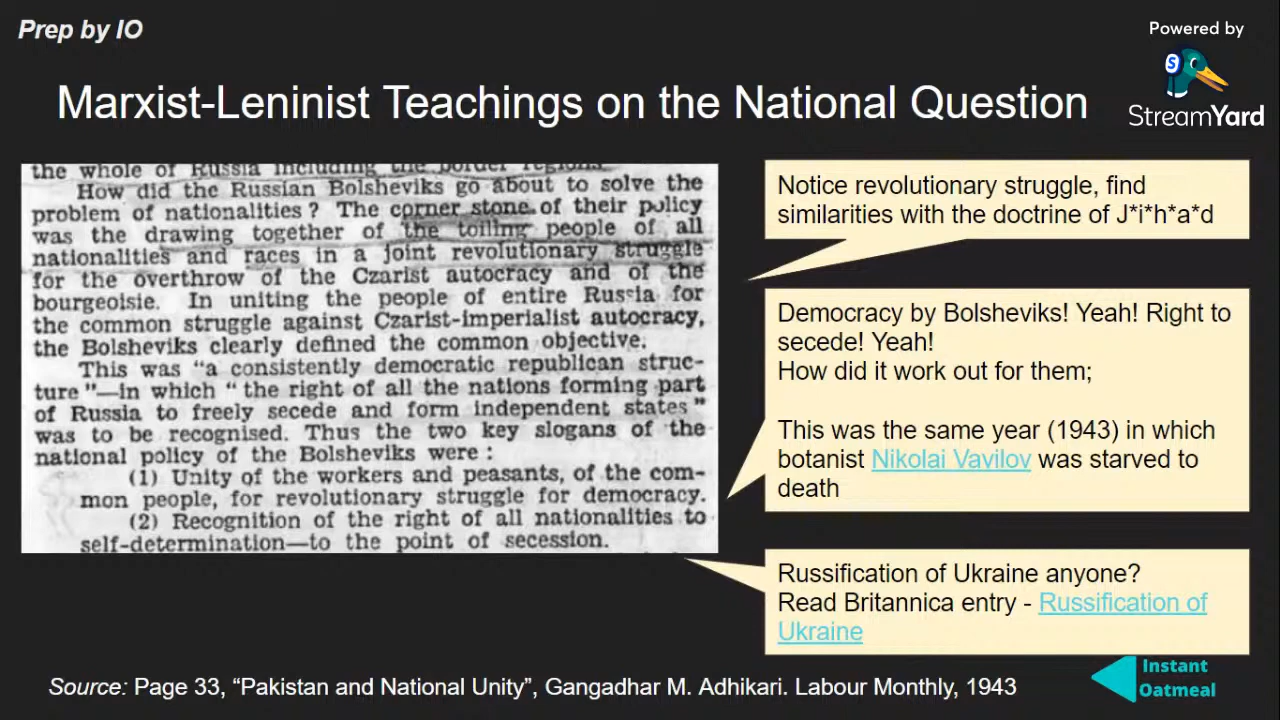 Prep by IO
Powered by
StreamYard
Marxist-Leninist Teachings on the National Question
the whole of Russia including the border regions.
How did the Russian Bolsheviks go about to solve the
problem of nationalities? The corner stone of their policy
was the drawing together of the toiling people of all
nationalities and races in a joint revolutionary struggle
for the overthrow of the Czarist autocracy and of the
bourgeoisie. In uniting the people of entire Russia for
the common struggle against Czarist-imperialist autocracy,
the Bolsheviks clearly defined the common objective.
This was "a consistently democratic republican struc-
ture"—in which "the right of all the nations forming part
of Russia to freely secede and form independent states"
was to be recognised. Thus the two key slogans of the
national policy of the Bolsheviks were:
(1) Unity of the workers and peasants, of the com-
mon people, for revolutionary struggle for democracy.
(2) Recognition of the right of all nationalities to
self-determination—to the point of secession.
Notice revolutionary struggle, find
similarities with the doctrine of J*i*h*a*d
Democracy by Bolsheviks! Yeah! Right to
secede! Yeah!
How did it work out for them;
This was the same year (1943) in which
botanist Nikolai Vavilov was starved to
death
Russification of Ukraine anyone?
Read Britannica entry - Russification of
Ukraine
Source: Page 33, “Pakistan and National Unity”, Gangadhar M. Adhikari. Labour Monthly, 1943
Instant
Oatmeal